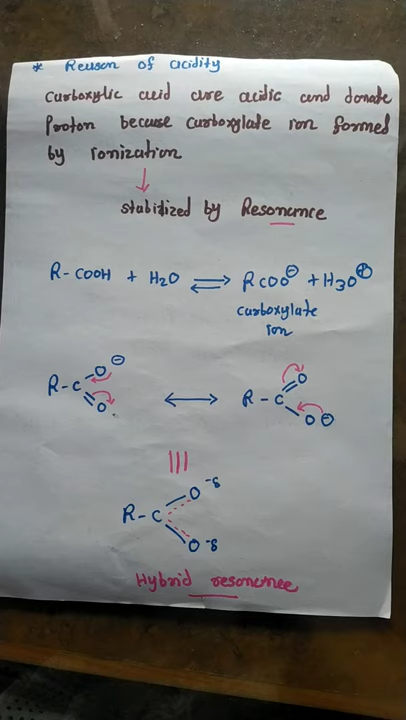 * Reason of acidity
Carboxylic acid are acidic and donate
Proton because carboxylate ion formed
by ionization
↓
stabilized by Resonance
R-COOH + H₂O ⇌ RCOO⊖ + H₃O⊕
carboxylate
ion
R-C O⊖ ↔ R-C O
O O⊖
|||
O⁻δ
R-C
O⁻δ
Hybrid resonance